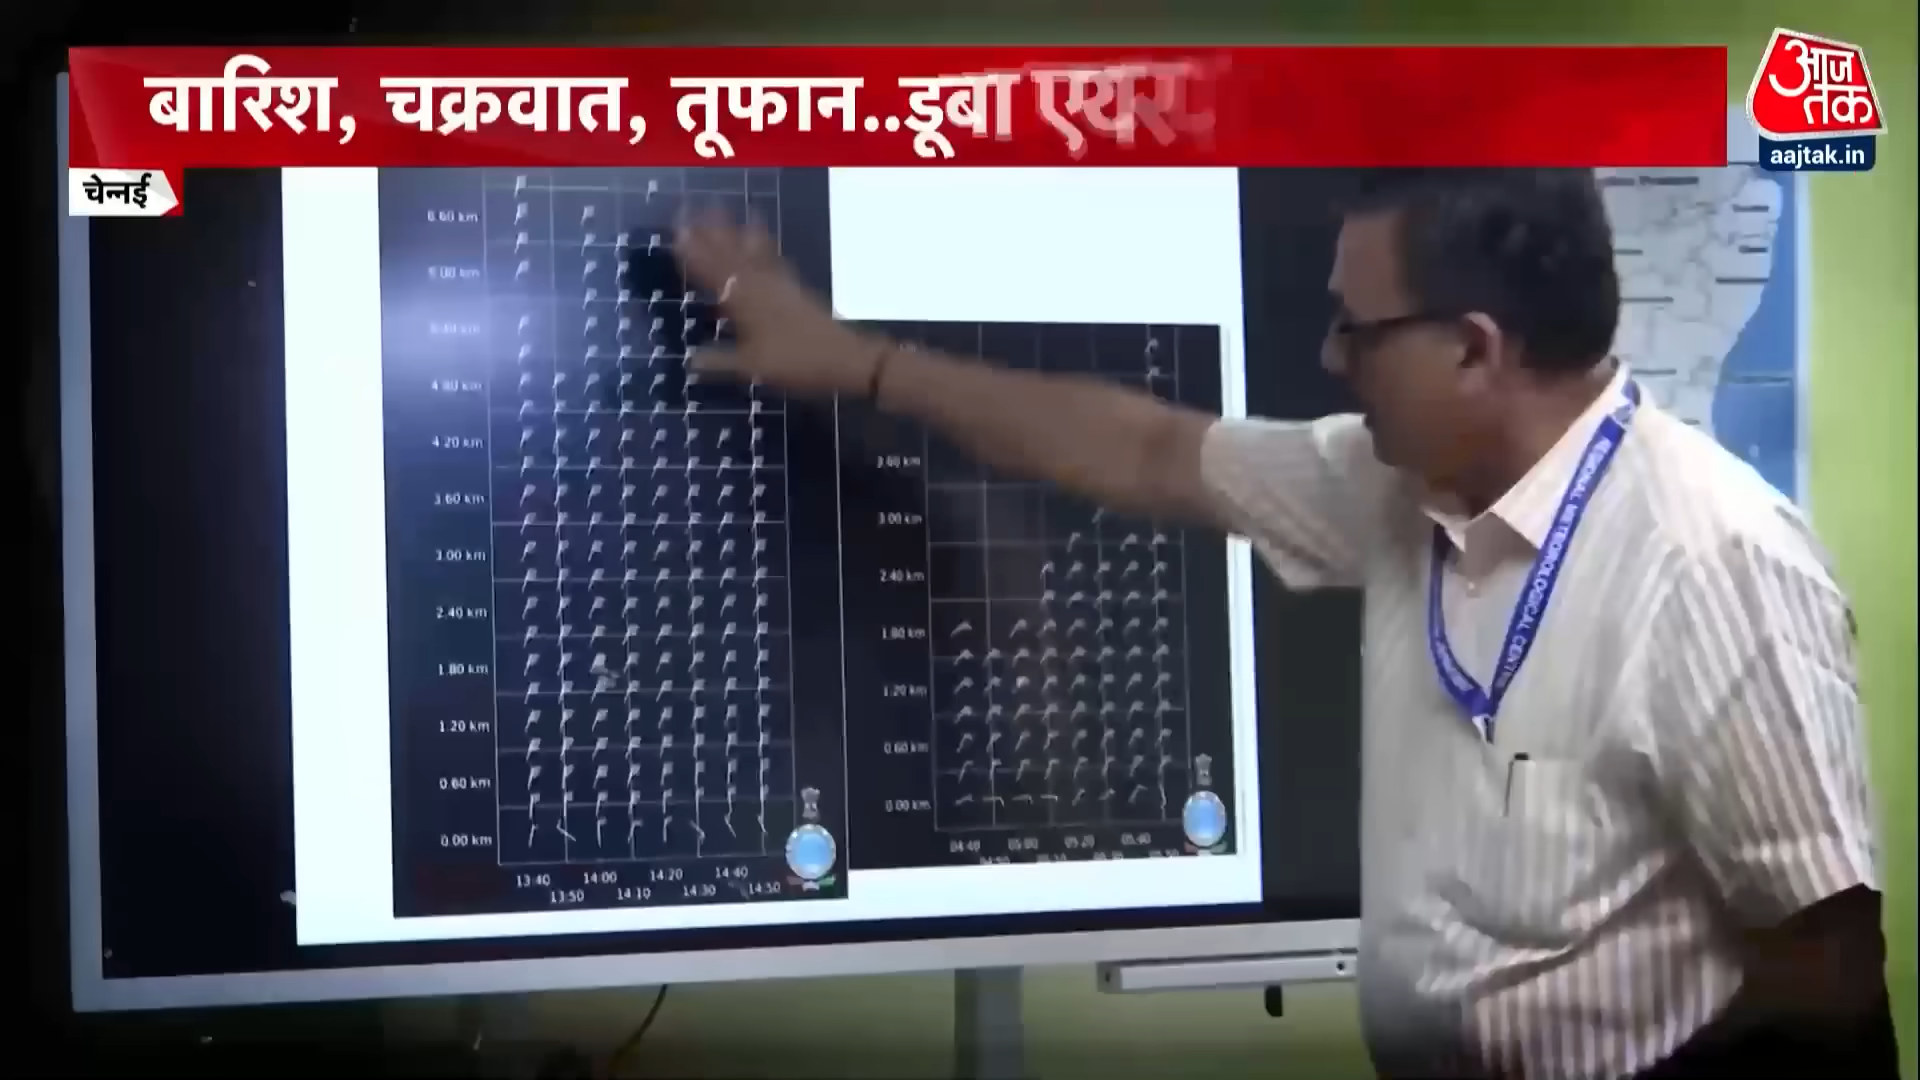 बारिश, चक्रवात, तूफान..डूबा एयर
आज
तक
aajtak.in
चेन्नई
6.60 km
4.80 km
4.20 km
3.60 km
3.00 km
2.40 km
1.80 km
1.20 km
0.60 km
0.00 km
13:40 14:00 14:20 14:40
13:50 14:10 14:30 14:50
3.60 km
3.00 km
2.40 km
1.80 km
1.20 km
0.60 km
0.00 km
04:40 05:00 05:20 05:40
REGIONAL METEOROLOGICAL CENTRE